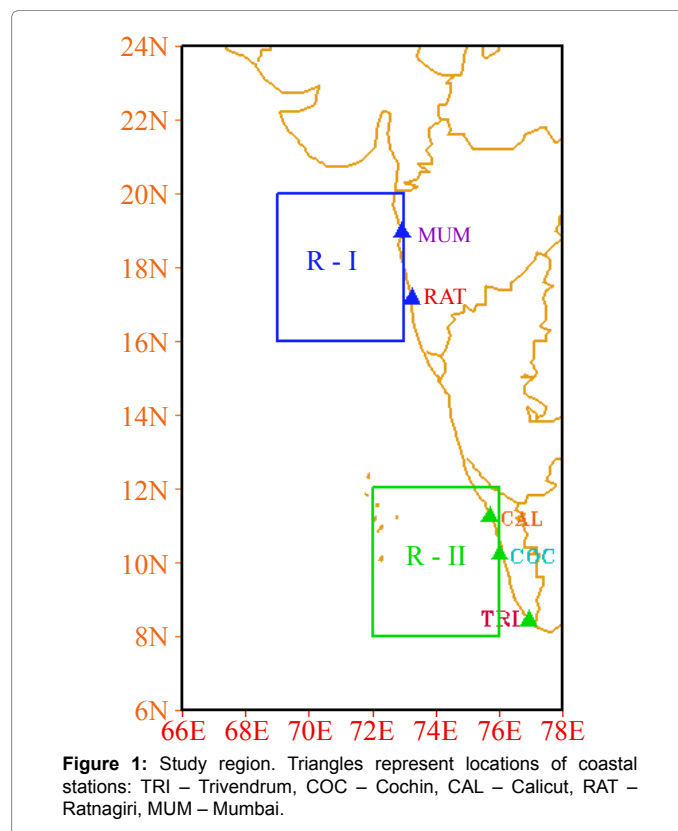 24N
22N
20N
MUM
R - I
18N
RAT
16N
14N
12N
CAL
R - II
COC
10N
TRI
8N
6N
66E 70E 72E 74E 76E 78E
Figure 1: Study region. Triangles represent locations of coastal
stations: TRI – Trivendrum, COC – Cochin, CAL – Calicut, RAT –
Ratnagiri, MUM – Mumbai.